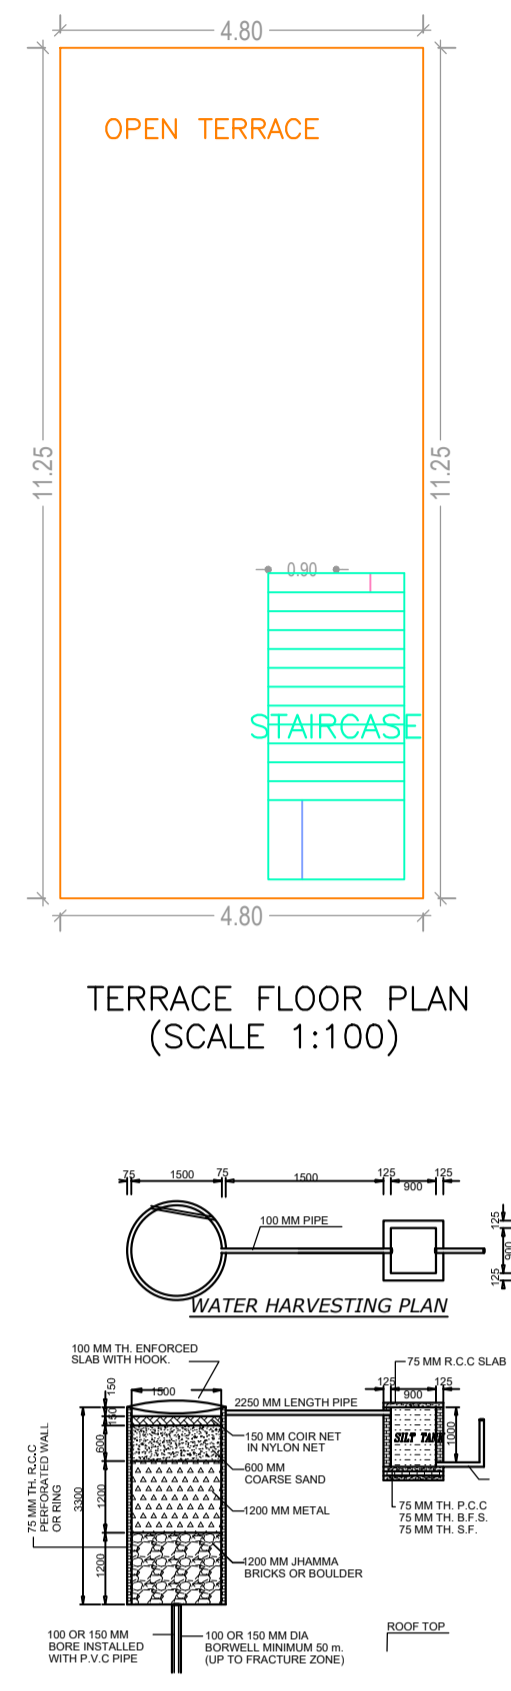 4.80
OPEN TERRACE
11.25
11.25
0.90
STAIRCASE
4.80
TERRACE FLOOR PLAN
(SCALE 1:100)
75
1500
75
1500
125
900
125
100 MM PIPE
125
900
125
WATER HARVESTING PLAN
100 MM TH. ENFORCED
SLAB WITH HOOK.
150
1500
150
600
1200
1200
3300
75 MM TH. R.C.C
PERFORATED WALL
OR RING
2250 MM LENGTH PIPE
75 MM R.C.C SLAB
125
900
125
1000
SILT TANK
150 MM COIR NET
IN NYLON NET
600 MM
COARSE SAND
1200 MM METAL
1200 MM JHAMMA
BRICKS OR BOULDER
75 MM TH. P.C.C
75 MM TH. B.F.S.
75 MM TH. S.F.
100 OR 150 MM
BORE INSTALLED
WITH P.V.C PIPE
100 OR 150 MM DIA
BORWELL MINIMUM 50 m.
(UP TO FRACTURE ZONE)
ROOF TOP